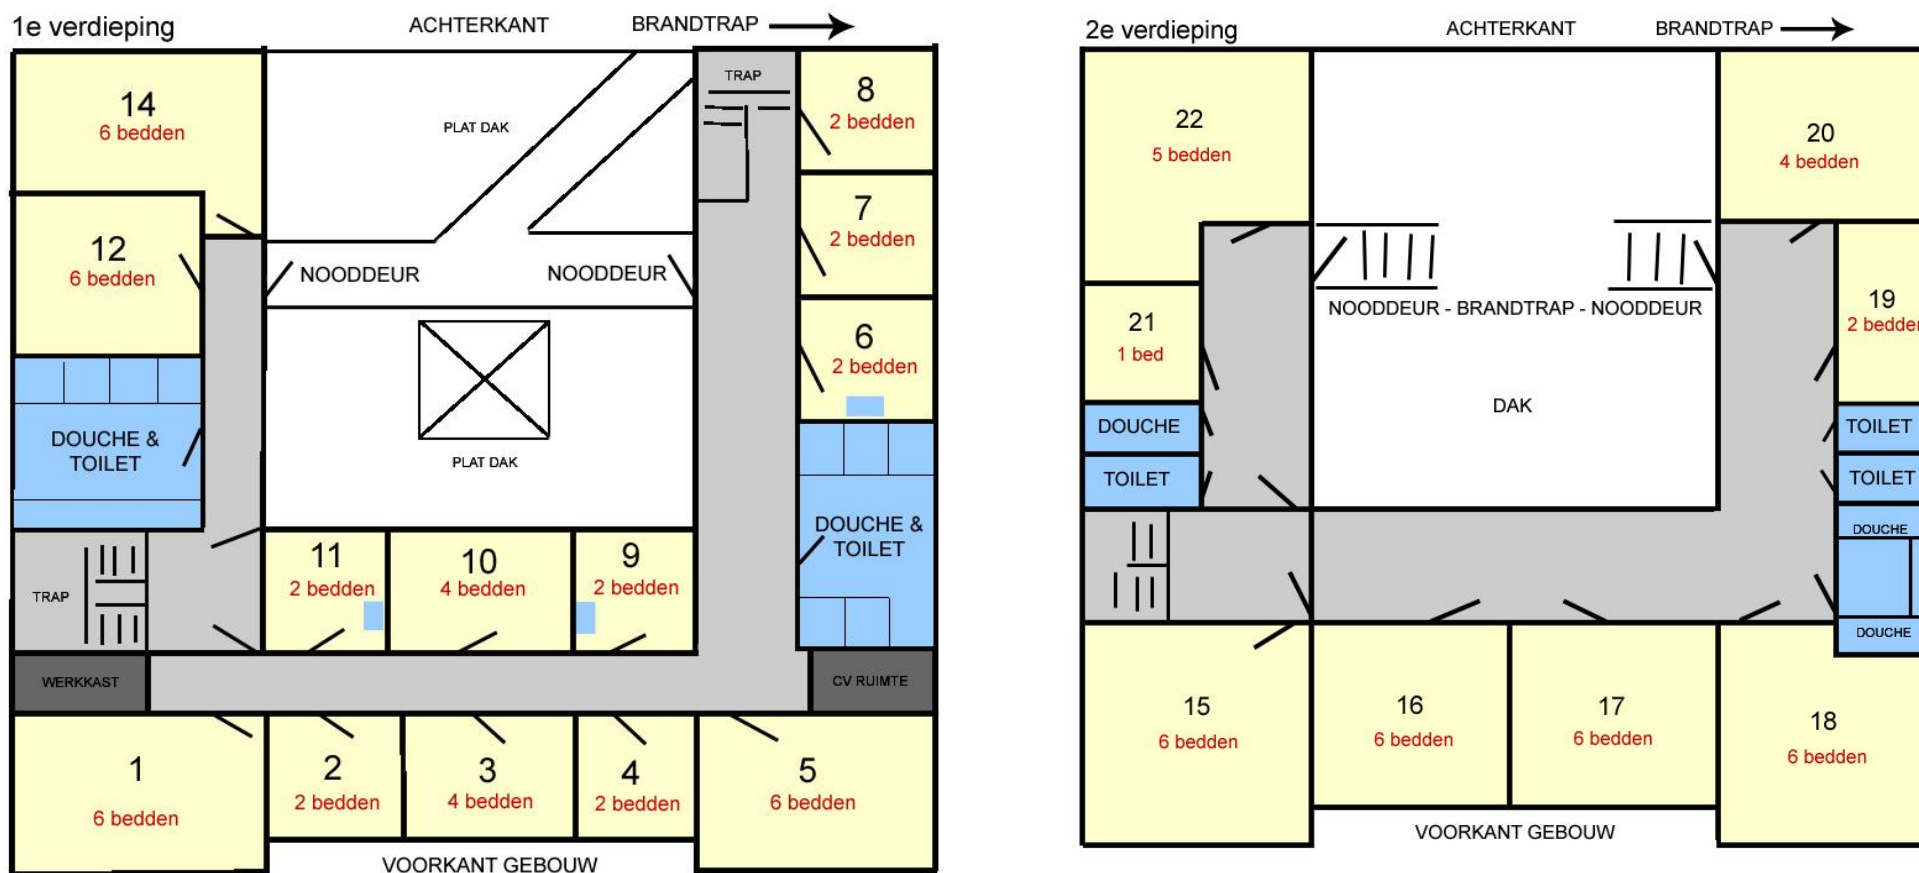 1e verdieping
ACHTERKANT
BRANDTRAP
14
6 bedden
PLAT DAK
TRAP
8
2 bedden
7
2 bedden
12
6 bedden
NOODDEUR
NOODDEUR
6
2 bedden
DOUCHE &
TOILET
PLAT DAK
DOUCHE &
TOILET
11
2 bedden
10
4 bedden
9
2 bedden
TRAP
WERKKAST
CV RUIMTE
1
6 bedden
2
2 bedden
3
4 bedden
4
2 bedden
5
6 bedden
VOORKANT GEBOUW
2e verdieping
ACHTERKANT
BRANDTRAP
22
5 bedden
20
4 bedden
NOODDEUR - BRANDTRAP - NOODDEUR
21
1 bed
19
2 bedden
DAK
DOUCHE
TOILET
TOILET
TOILET
DOUCHE
DOUCHE
15
6 bedden
16
6 bedden
17
6 bedden
18
6 bedden
VOORKANT GEBOUW